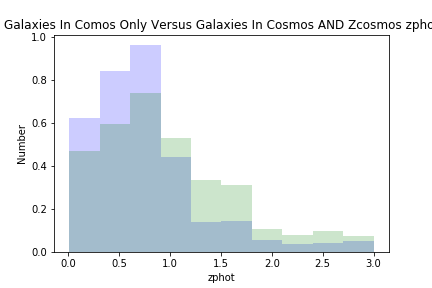 Galaxies In Comos Only Versus Galaxies In Cosmos AND Zcosmos zpho
1.0
0.8
0.6
0.4
0.2
0.0
Number
0.0 0.5 1.0 1.5 2.0 2.5 3.0
zphot